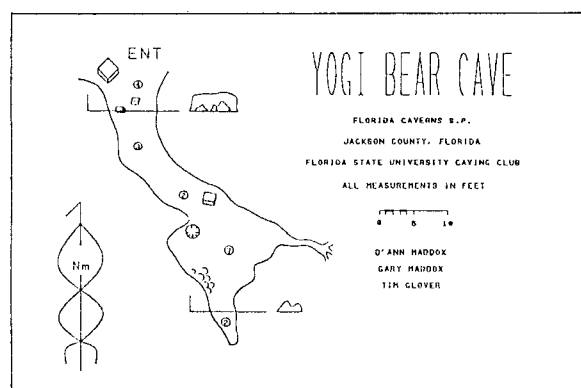 ENT
YOGI BEAR CAVE
FLORIDA CAVERNS S.P.
JACKSON COUNTY, FLORIDA
FLORIDA STATE UNIVERSITY CAVING CLUB
ALL MEASUREMENTS IN FEET
0 5 10
D'ANN MADDOX
GARY MADDOX
TIM GLOVER
Nm